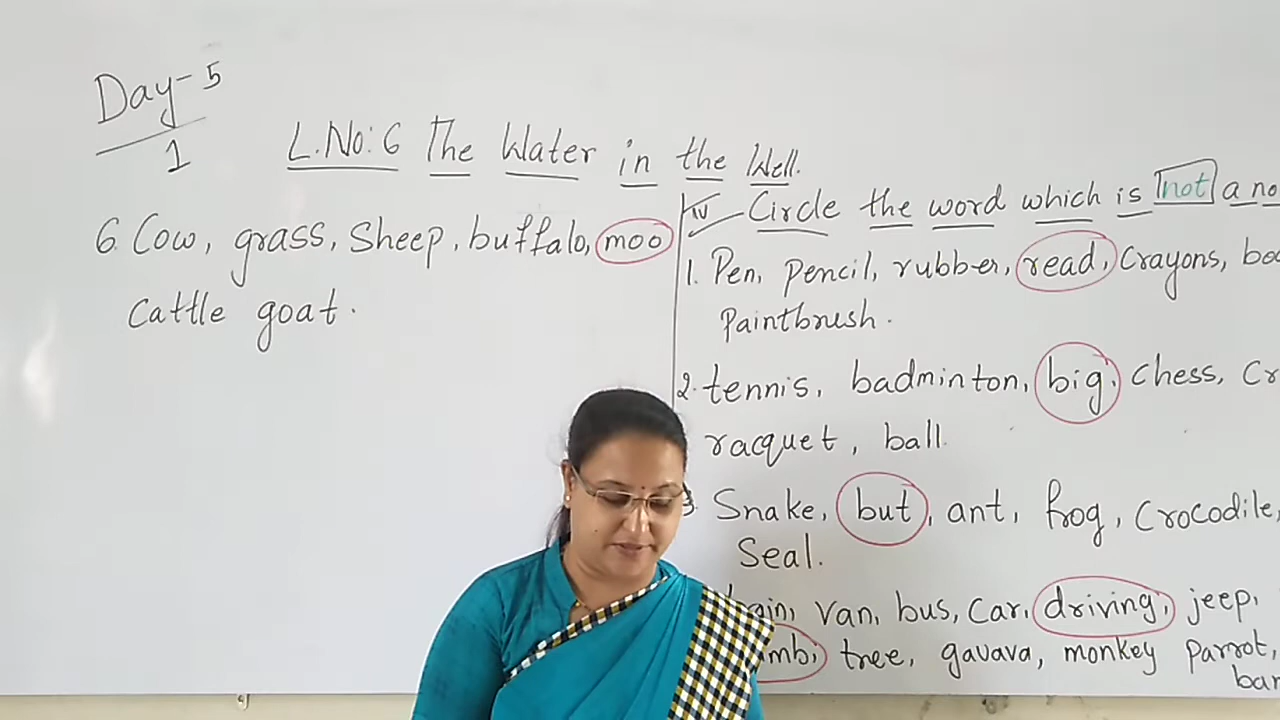 Day-5
1
L.No:6 The Water in the Well.
6. Cow, grass, Sheep, buffalo, moo
Cattle goat.
IV Circle the word which is not a
1. Pen, pencil, rubber, read, Crayons,
Paintbrush.
2. tennis, badminton, big, chess,
racquet, ball.
3. Snake, but, ant, frog, Crocodile,
Seal.
Van, bus, Car, driving, jeep,
tree, gavava, monkey Parrot,